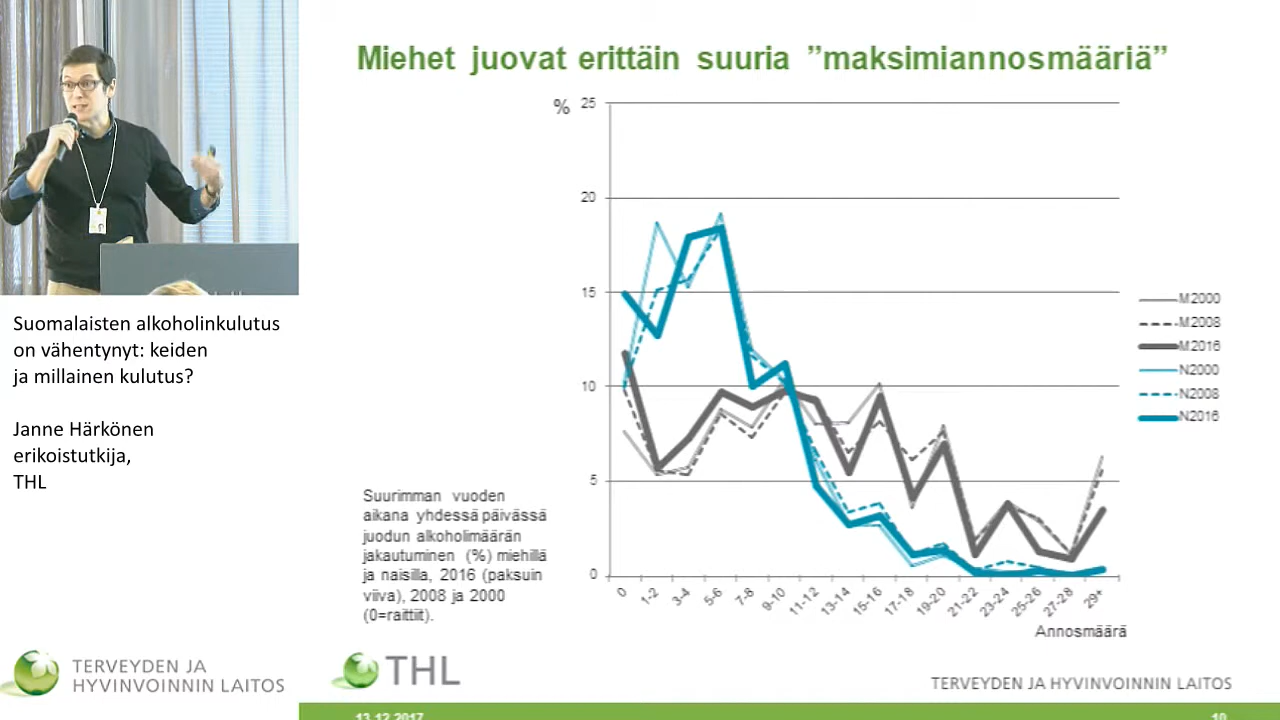 Miehet juovat erittäin suuria ”maksimiannosmääriä”
%
25
20
15
10
5
0
0
1-2
3-4
5-6
7-8
9-10
11-12
13-14
15-16
17-18
19-20
21-22
23-24
25-26
27-28
29+
Annosmäärä
M2000
M2008
M2016
N2000
N2008
N2016
Suurimman vuoden
aikana yhdessä päivässä
juodun alkoholimäärän
jakautuminen (%) miehillä
ja naisilla, 2016 (paksuin
viiva), 2008 ja 2000
(0=raittiit).
Suomalaisten alkoholinkulutus
on vähentynyt: keiden
ja millainen kulutus?
Janne Härkönen
erikoistutkija,
THL
TERVEYDEN JA
HYVINVOINNIN LAITOS
THL
TERVEYDEN JA HYVINVOINNIN LAITOS
13.12.2017
10